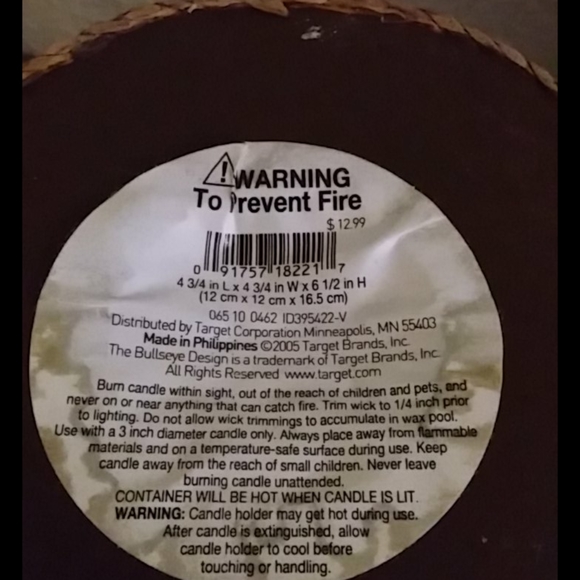 WARNING
To Prevent Fire
$ 12.99
0 91757 18221 7
4 3/4 in L x 4 3/4 in W x 6 1/2 in H
(12 cm x 12 cm x 16.5 cm)
065 10 0462 ID395422-V
Distributed by Target Corporation Minneapolis, MN 55403
Made in Philippines ©2005 Target Brands, Inc.
The Bullseye Design is a trademark of Target Brands, Inc.
All Rights Reserved www.target.com
Burn candle within sight, out of the reach of children and pets, and
never on or near anything that can catch fire. Trim wick to 1/4 inch prior
to lighting. Do not allow wick trimmings to accumulate in wax pool.
Use with a 3 inch diameter candle only. Always place away from flammable
materials and on a temperature-safe surface during use. Keep
candle away from the reach of small children. Never leave
burning candle unattended.
CONTAINER WILL BE HOT WHEN CANDLE IS LIT.
WARNING: Candle holder may get hot during use.
After candle is extinguished, allow
candle holder to cool before
touching or handling.